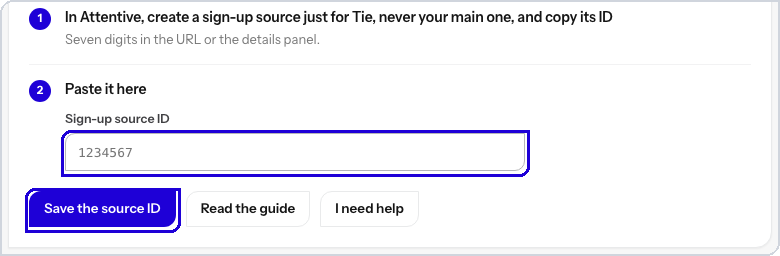 1 In Attentive, create a sign-up source just for Tie, never your main one, and copy its ID
Seven digits in the URL or the details panel.
2 Paste it here
Sign-up source ID
1234567
Save the source ID Read the guide I need help